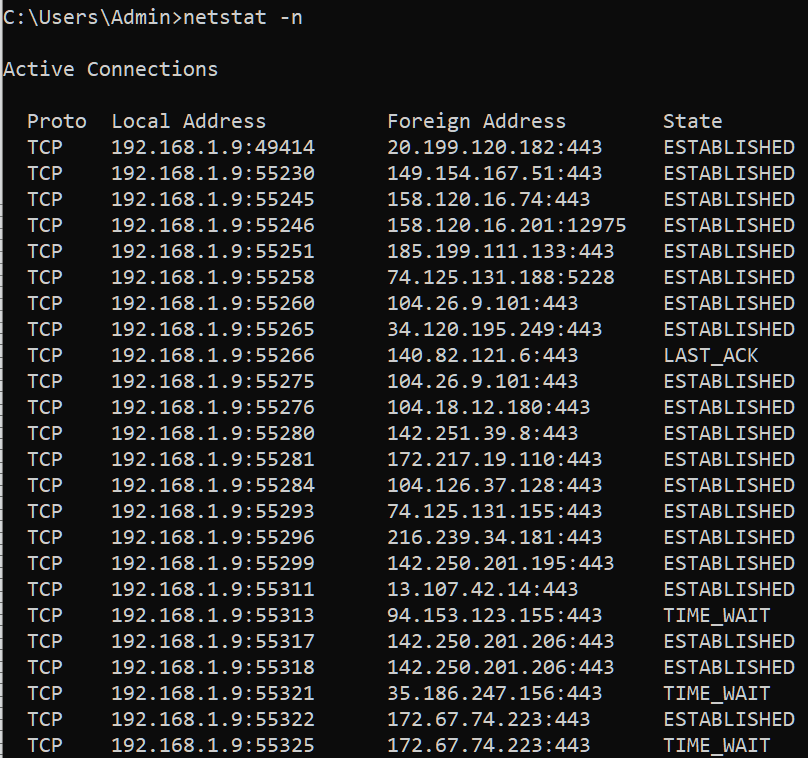 C:\Users\Admin>netstat -n
Active Connections
Proto  Local Address          Foreign Address        State
TCP    192.168.1.9:49414      20.199.120.182:443     ESTABLISHED
TCP    192.168.1.9:55230      149.154.167.51:443     ESTABLISHED
TCP    192.168.1.9:55245      158.120.16.74:443      ESTABLISHED
TCP    192.168.1.9:55246      158.120.16.201:12975   ESTABLISHED
TCP    192.168.1.9:55251      185.199.111.133:443    ESTABLISHED
TCP    192.168.1.9:55258      74.125.131.188:5228    ESTABLISHED
TCP    192.168.1.9:55260      104.26.9.101:443       ESTABLISHED
TCP    192.168.1.9:55265      34.120.195.249:443     ESTABLISHED
TCP    192.168.1.9:55266      140.82.121.6:443       LAST_ACK
TCP    192.168.1.9:55275      104.26.9.101:443       ESTABLISHED
TCP    192.168.1.9:55276      104.18.12.180:443      ESTABLISHED
TCP    192.168.1.9:55280      142.251.39.8:443       ESTABLISHED
TCP    192.168.1.9:55281      172.217.19.110:443     ESTABLISHED
TCP    192.168.1.9:55284      104.126.37.128:443     ESTABLISHED
TCP    192.168.1.9:55293      74.125.131.155:443     ESTABLISHED
TCP    192.168.1.9:55296      216.239.34.181:443     ESTABLISHED
TCP    192.168.1.9:55299      142.250.201.195:443    ESTABLISHED
TCP    192.168.1.9:55311      13.107.42.14:443       ESTABLISHED
TCP    192.168.1.9:55313      94.153.123.155:443     TIME_WAIT
TCP    192.168.1.9:55317      142.250.201.206:443    ESTABLISHED
TCP    192.168.1.9:55318      142.250.201.206:443    ESTABLISHED
TCP    192.168.1.9:55321      35.186.247.156:443     TIME_WAIT
TCP    192.168.1.9:55322      172.67.74.223:443      ESTABLISHED
TCP    192.168.1.9:55325      172.67.74.223:443      TIME_WAIT